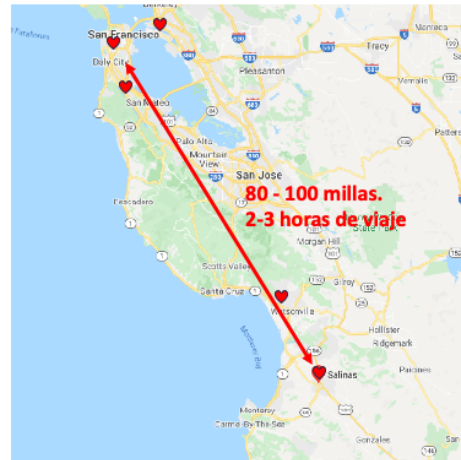 Berkeley
San Francisco
Daly City
San Mateo
Palo Alto
Mountain
View
San Jose
Pleasanton
Tracy
Manteca
Pescadero
Scotts Valley
Santa Cruz
80 - 100 millas.
2-3 horas de viaje
State Park
Morgan Hill
Gilroy
Watsonville
Hollister
Ridgemark
Monterey Bay
Salinas
Paicines
Monterey
Carmel-By-The-Sea
Gonzales